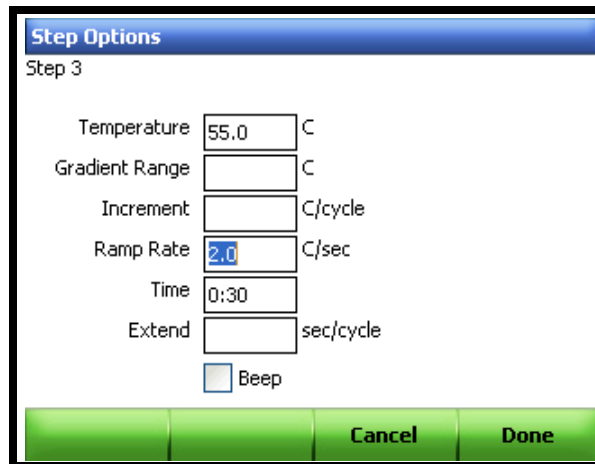 Step Options
Step 3
Temperature 55.0 C
Gradient Range C
Increment C/cycle
Ramp Rate 2.0 C/sec
Time 0:30
Extend sec/cycle
Beep
Cancel Done